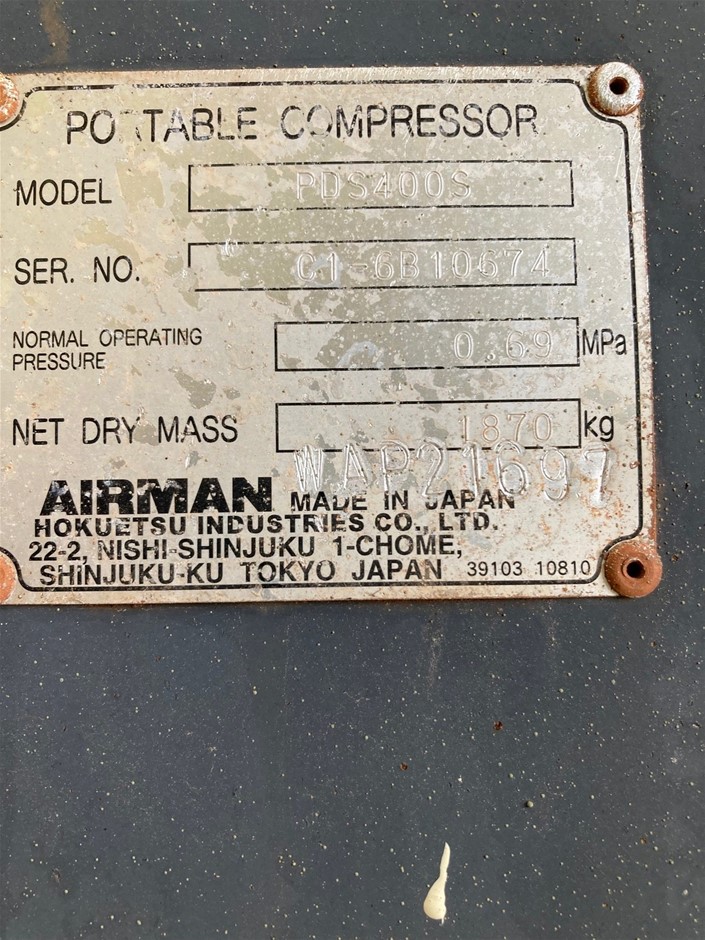 PORTABLE COMPRESSOR
MODEL PDS400S
SER. NO. C1-6B10674
NORMAL OPERATING PRESSURE 0.69 MPa
NET DRY MASS 1870 kg
WAP21697
AIRMAN MADE IN JAPAN
HOKUETSU INDUSTRIES CO., LTD.
22-2, NISHI-SHINJUKU 1-CHOME,
SHINJUKU-KU TOKYO JAPAN 39103 10810